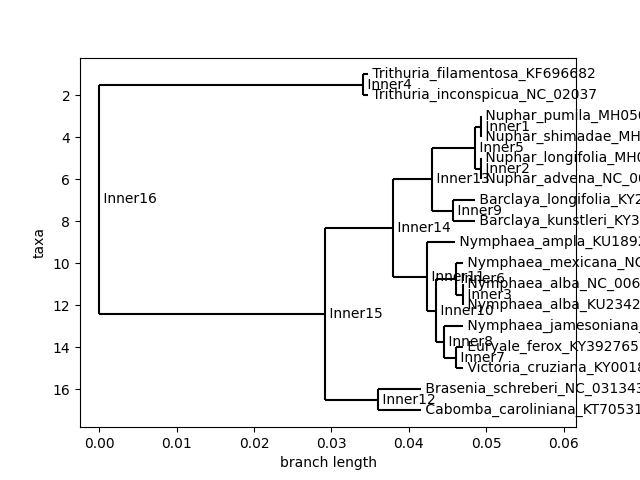 Trithuria_filamentosa_KF696682
Inner4
Trithuria_inconspicua_NC_02037
Nuphar_pumila_MH050
Inner1
Nuphar_shimadae_MH
Inner5
Nuphar_longifolia_MH0
Inner2
Nuphar_advena_NC_00
Inner13
Barclaya_longifolia_KY2
Inner9
Barclaya_kunstleri_KY3
Inner16
Inner14
Nymphaea_ampla_KU1892
Nymphaea_mexicana_NC
Inner11
Inner6
Nymphaea_alba_NC_006
Inner3
Nymphaea_alba_KU2342
Inner10
Inner15
Nymphaea_jamesoniana_
Inner8
Euryale_ferox_KY392765
Inner7
Victoria_cruziana_KY0018
Brasenia_schreberi_NC_031343
Inner12
Cabomba_caroliniana_KT70531
taxa
2
4
6
8
10
12
14
16
0.00 0.01 0.02 0.03 0.04 0.05 0.06
branch length